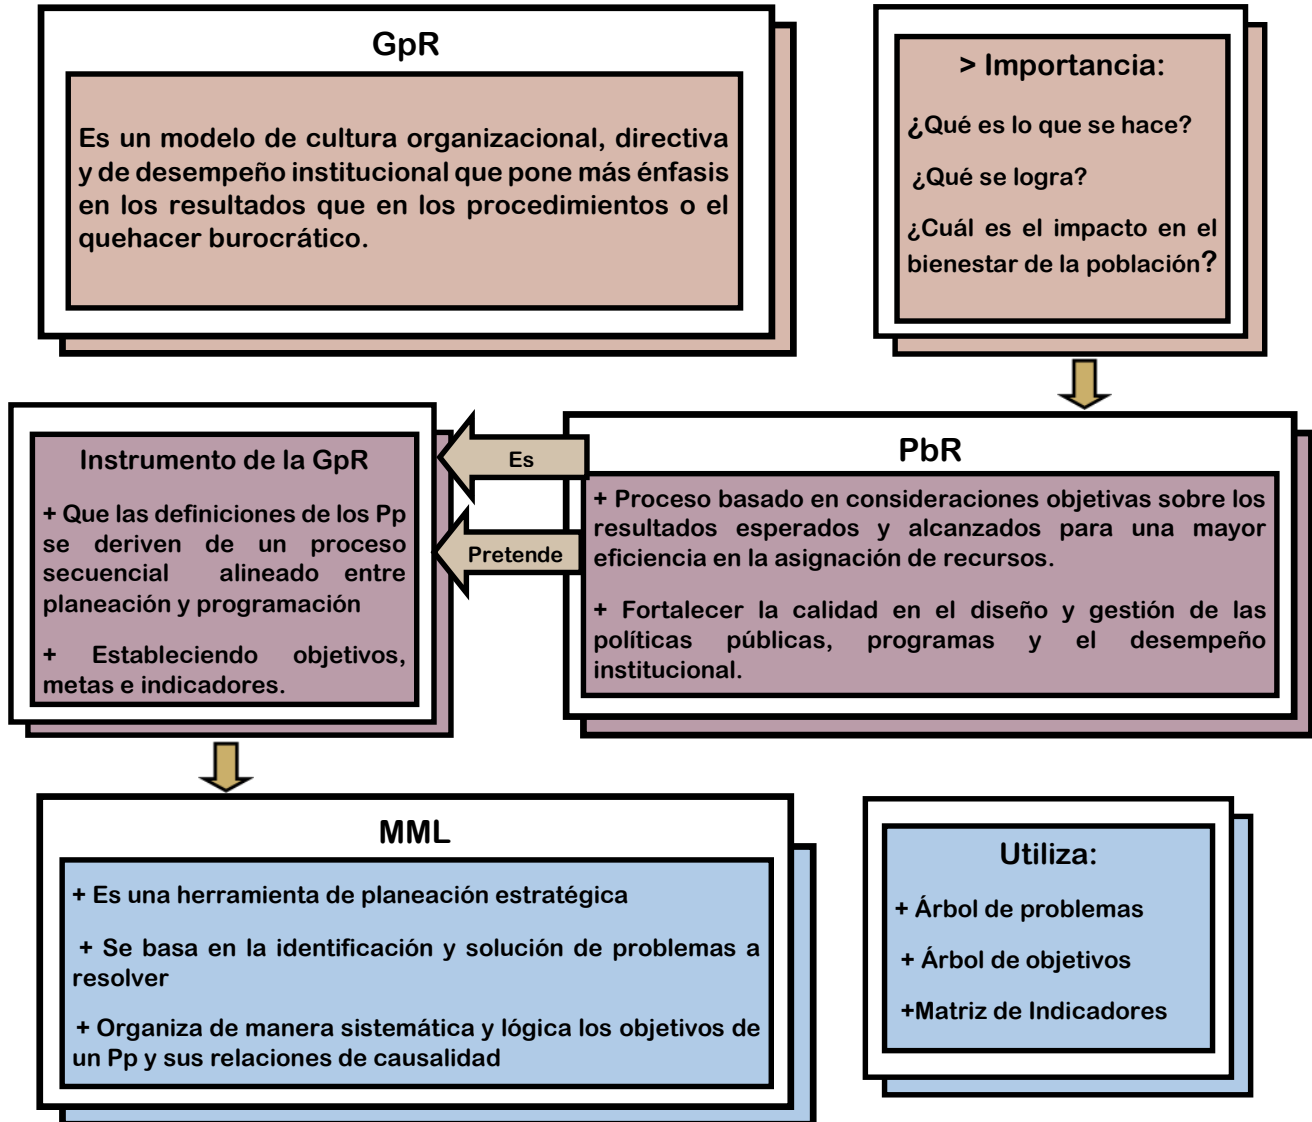 GpR
Es un modelo de cultura organizacional, directiva
y de desempeño institucional que pone más énfasis
en los resultados que en los procedimientos o el
quehacer burocrático.
> Importancia:
¿Qué es lo que se hace?
¿Qué se logra?
¿Cuál es el impacto en el
bienestar de la población?
Instrumento de la GpR
+ Que las definiciones de los Pp
se deriven de un proceso
secuencial alineado entre
planeación y programación
+ Estableciendo objetivos,
metas e indicadores.
Es
Pretende
PbR
+ Proceso basado en consideraciones objetivas sobre los
resultados esperados y alcanzados para una mayor
eficiencia en la asignación de recursos.
+ Fortalecer la calidad en el diseño y gestión de las
políticas públicas, programas y el desempeño
institucional.
MML
+ Es una herramienta de planeación estratégica
+ Se basa en la identificación y solución de problemas a
resolver
+ Organiza de manera sistemática y lógica los objetivos de
un Pp y sus relaciones de causalidad
Utiliza:
+ Árbol de problemas
+ Árbol de objetivos
+Matriz de Indicadores